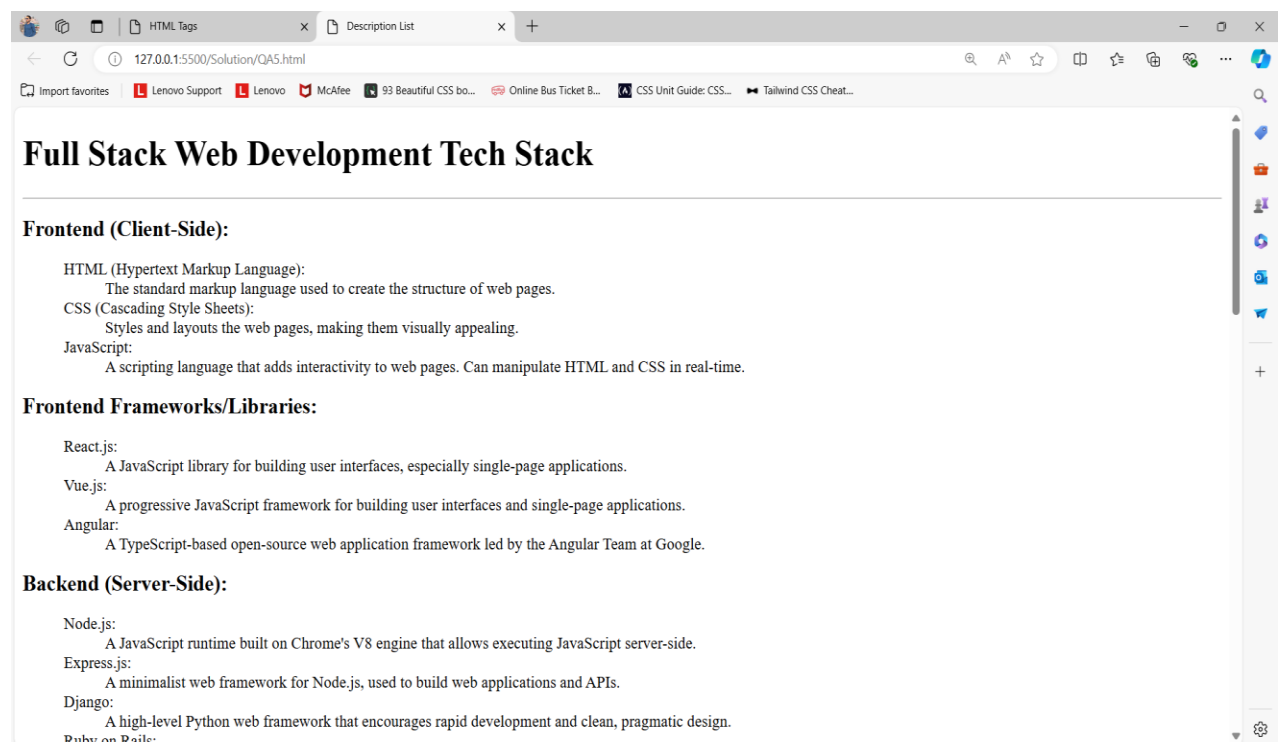 HTML Tags
Description List
127.0.0.1:5500/Solution/QA5.html
Import favorites
Lenovo Support
Lenovo
McAfee
93 Beautiful CSS bo...
Online Bus Ticket B...
CSS Unit Guide: CSS...
Tailwind CSS Cheat...
Full Stack Web Development Tech Stack
Frontend (Client-Side):
HTML (Hypertext Markup Language):
The standard markup language used to create the structure of web pages.
CSS (Cascading Style Sheets):
Styles and layouts the web pages, making them visually appealing.
JavaScript:
A scripting language that adds interactivity to web pages. Can manipulate HTML and CSS in real-time.
Frontend Frameworks/Libraries:
React.js:
A JavaScript library for building user interfaces, especially single-page applications.
Vue.js:
A progressive JavaScript framework for building user interfaces and single-page applications.
Angular:
A TypeScript-based open-source web application framework led by the Angular Team at Google.
Backend (Server-Side):
Node.js:
A JavaScript runtime built on Chrome's V8 engine that allows executing JavaScript server-side.
Express.js:
A minimalist web framework for Node.js, used to build web applications and APIs.
Django:
A high-level Python web framework that encourages rapid development and clean, pragmatic design.
Ruby on Rails: